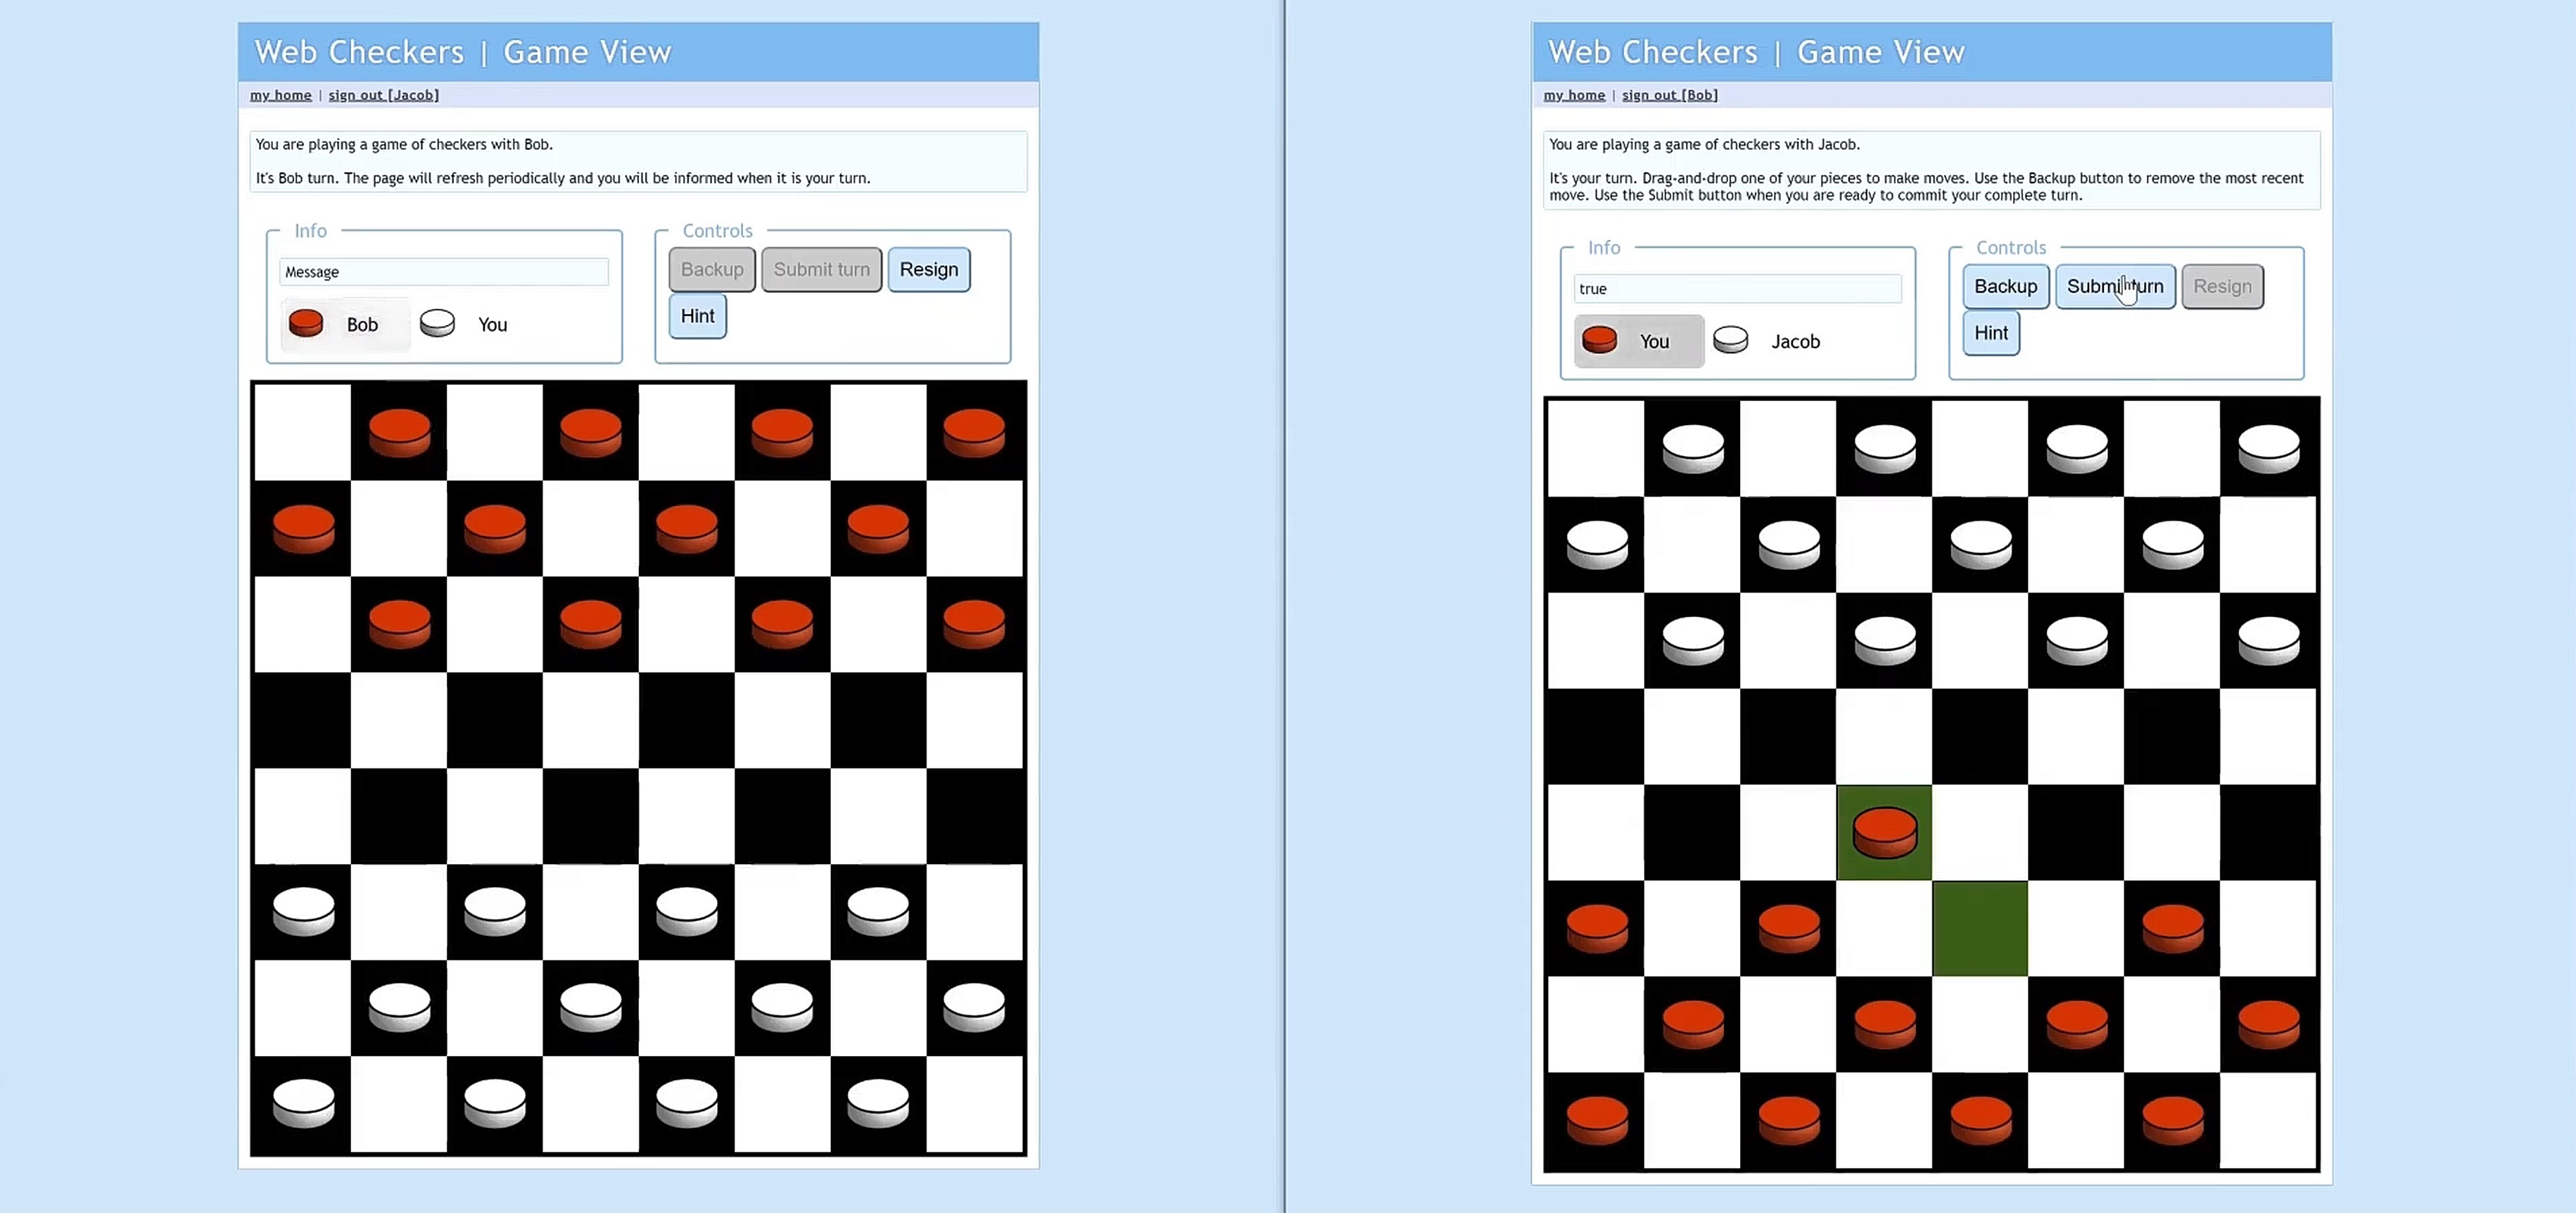 Web Checkers | Game View
my home | sign out [Jacob]
You are playing a game of checkers with Bob.
It's Bob turn. The page will refresh periodically and you will be informed when it is your turn.
Info
Message
Bob You
Controls
Backup Submit turn Resign
Hint
Web Checkers | Game View
my home | sign out [Bob]
You are playing a game of checkers with Jacob.
It's your turn. Drag-and-drop one of your pieces to make moves. Use the Backup button to remove the most recent
move. Use the Submit button when you are ready to commit your complete turn.
Info
true
You Jacob
Controls
Backup Submit turn Resign
Hint